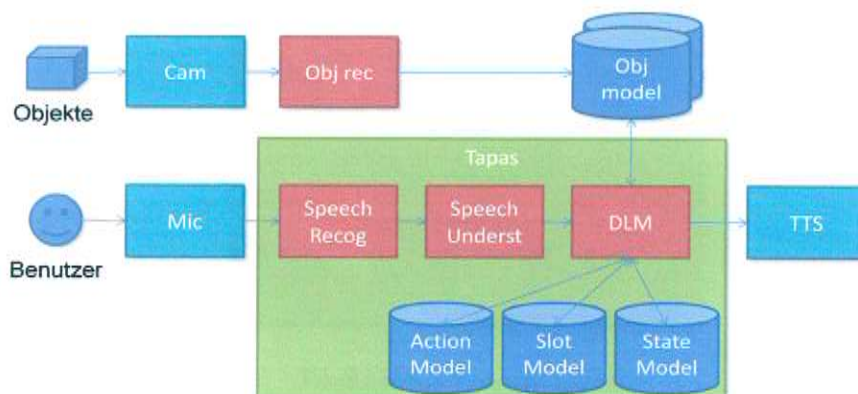 Cam
Obj rec
Obj
model
Objekte
Tapas
Mic
Speech
Recog
Speech
Underst
DLM
TTS
Benutzer
Action
Model
Slot
Model
State
Model